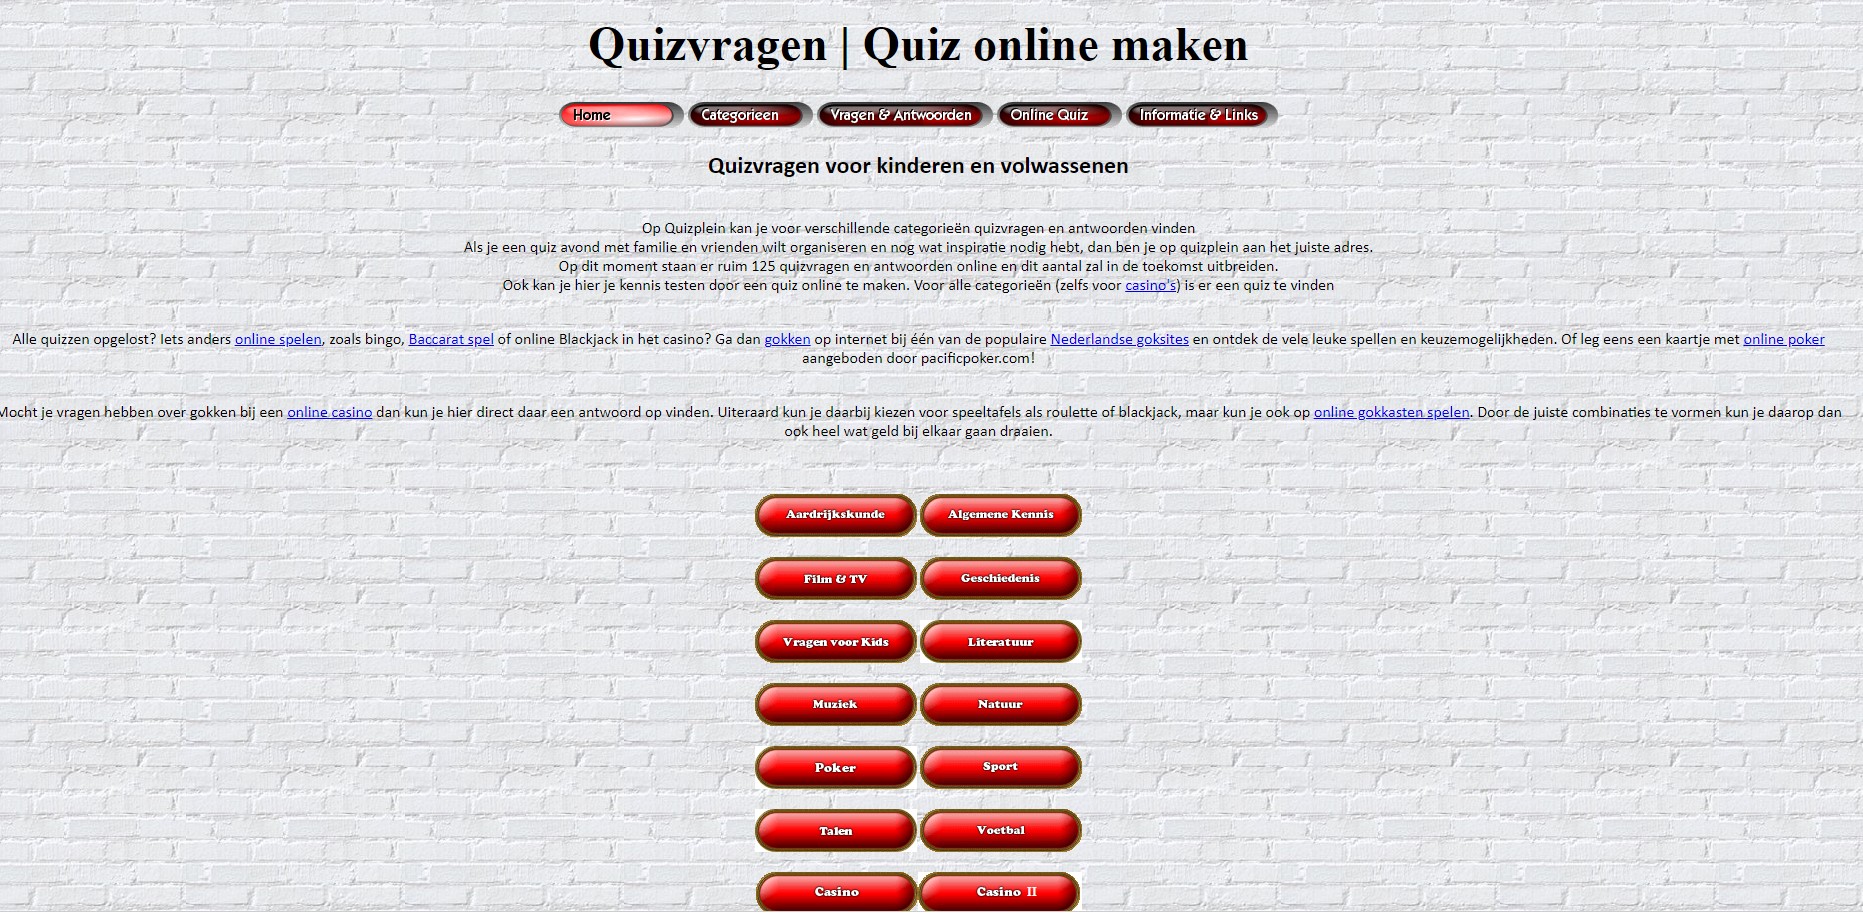 Quizvragen | Quiz online maken
Home Categorieen Vragen & Antwoorden Online Quiz Informatie & Links
Quizvragen voor kinderen en volwassenen
Op Quizplein kan je voor verschillende categorieën quizvragen en antwoorden vinden
Als je een quiz avond met familie en vrienden wilt organiseren en nog wat inspiratie nodig hebt, dan ben je op quizplein aan het juiste adres.
Op dit moment staan er ruim 125 quizvragen en antwoorden online en dit aantal zal in de toekomst uitbreiden.
Ook kan je hier je kennis testen door een quiz online te maken. Voor alle categorieën (zelfs voor casino's) is er een quiz te vinden
Alle quizzen opgelost? Iets anders online spelen, zoals bingo, Baccarat spel of online Blackjack in het casino? Ga dan gokken op internet bij één van de populaire Nederlandse goksites en ontdek de vele leuke spellen en keuzemogelijkheden. Of leg eens een kaartje met online poker
aangeboden door pacificpoker.com!
Mocht je vragen hebben over gokken bij een online casino dan kun je hier direct daar een antwoord op vinden. Uiteraard kun je daarbij kiezen voor speeltafels als roulette of blackjack, maar kun je ook op online gokkasten spelen. Door de juiste combinaties te vormen kun je daarop dan
ook heel wat geld bij elkaar gaan draaien.
Aardrijkskunde Algemene Kennis
Film & TV Geschiedenis
Vragen voor Kids Literatuur
Muziek Natuur
Poker Sport
Talen Voetbal
Casino Casino II